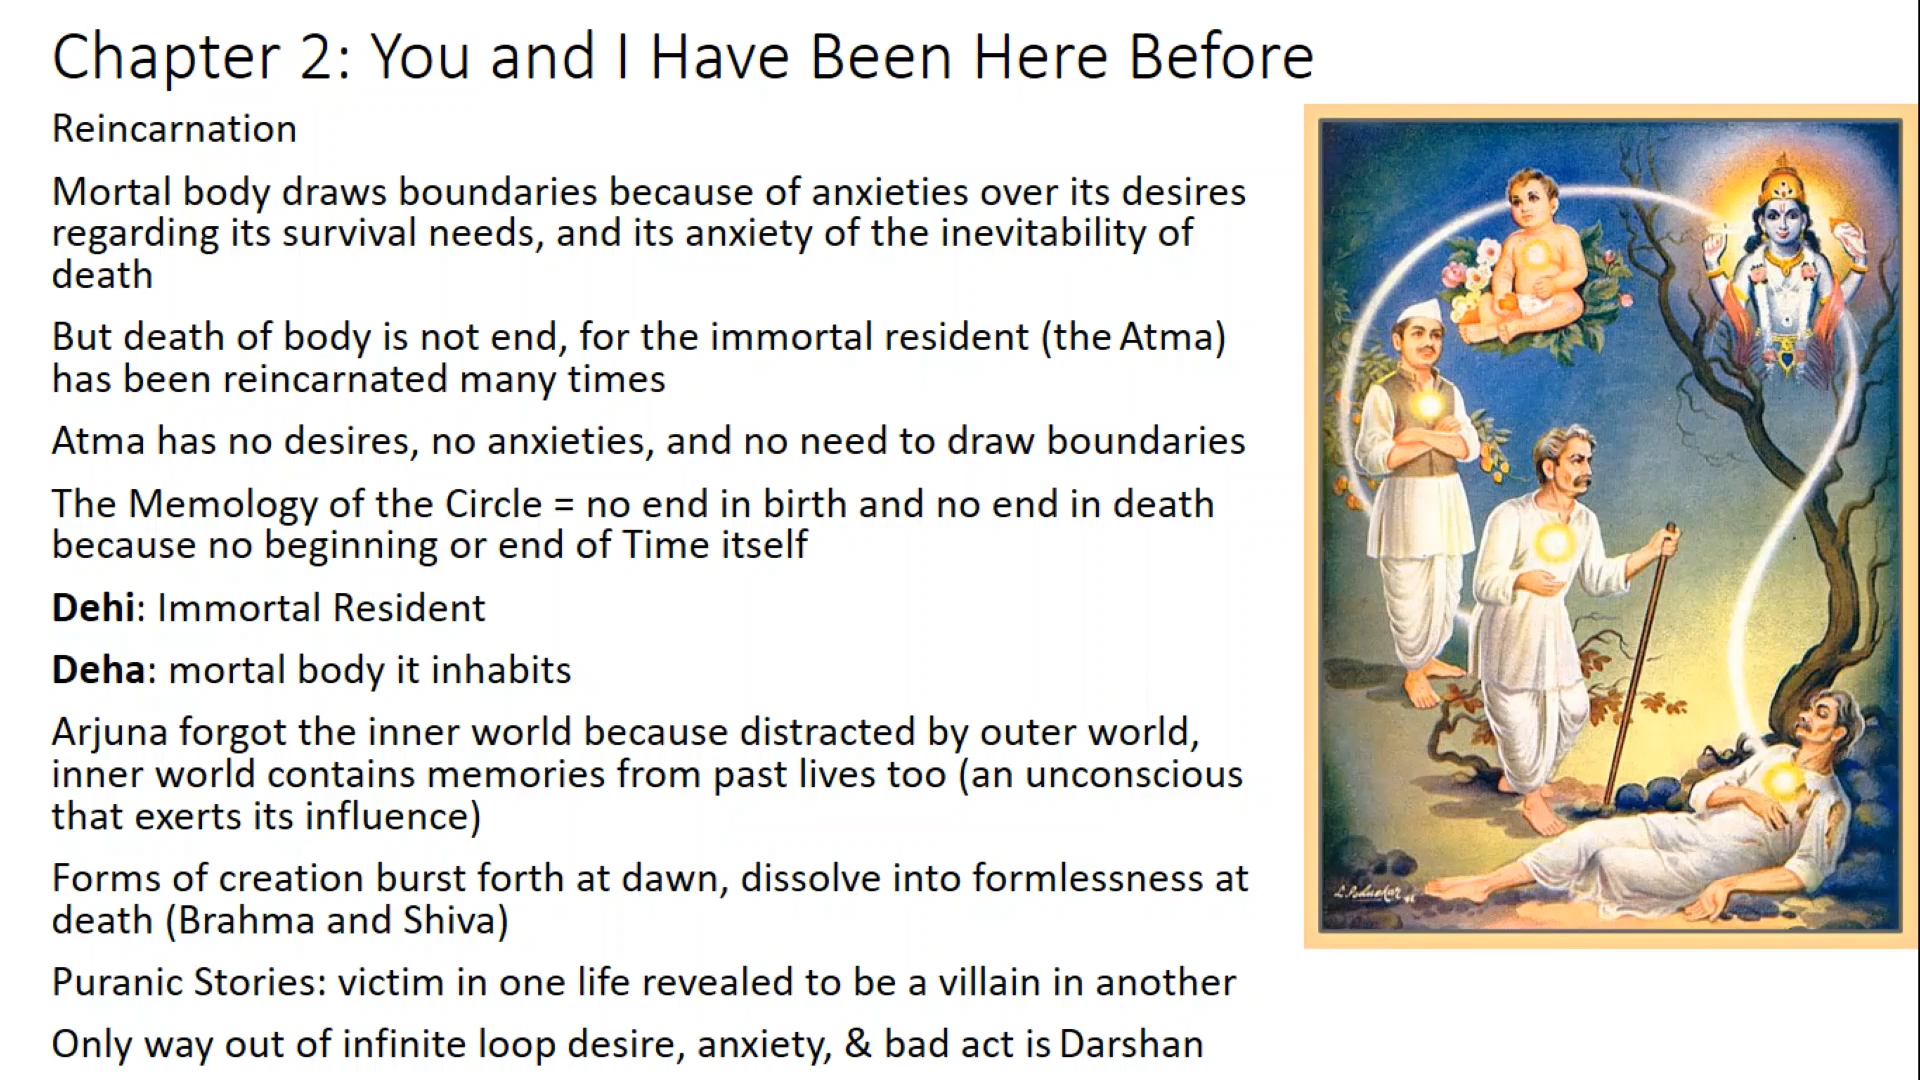 Chapter 2: You and I Have Been Here Before
Reincarnation
Mortal body draws boundaries because of anxieties over its desires
regarding its survival needs, and its anxiety of the inevitability of
death
But death of body is not end, for the immortal resident (the Atma)
has been reincarnated many times
Atma has no desires, no anxieties, and no need to draw boundaries
The Memology of the Circle = no end in birth and no end in death
because no beginning or end of Time itself
Dehi: Immortal Resident
Deha: mortal body it inhabits
Arjuna forgot the inner world because distracted by outer world,
inner world contains memories from past lives too (an unconscious
that exerts its influence)
Forms of creation burst forth at dawn, dissolve into formlessness at
death (Brahma and Shiva)
Puranic Stories: victim in one life revealed to be a villain in another
Only way out of infinite loop desire, anxiety, & bad act is Darshan